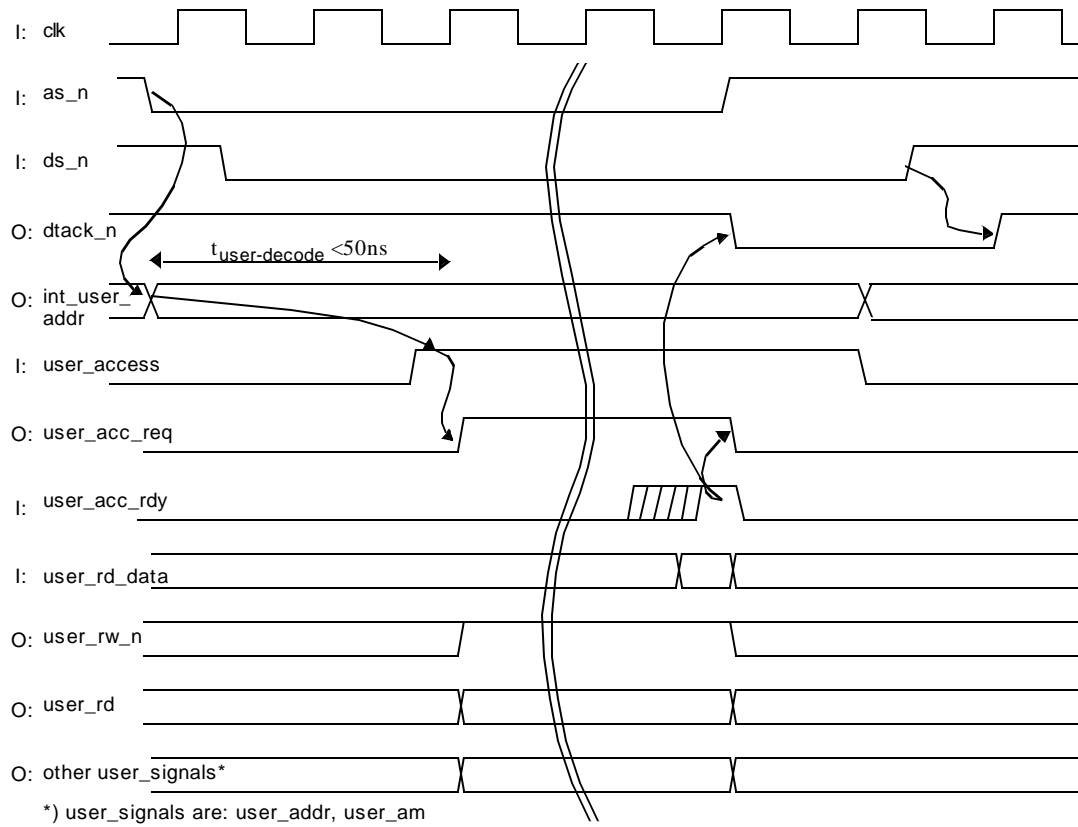 I: clk
I: as_n
I: ds_n
O: dtack_n
tuser-decode <50ns
O: int_user_
addr
I: user_access
O: user_acc_req
I: user_acc_rdy
I: user_rd_data
O: user_rw_n
O: user_rd
O: other user_signals*
*) user_signals are: user_addr, user_am